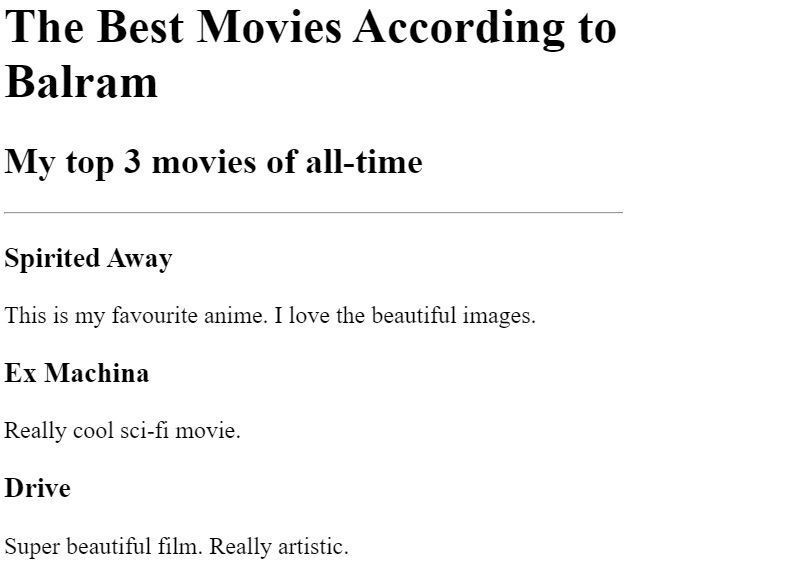 The Best Movies According to
Balram
My top 3 movies of all-time
Spirited Away
This is my favourite anime. I love the beautiful images.
Ex Machina
Really cool sci-fi movie.
Drive
Super beautiful film. Really artistic.